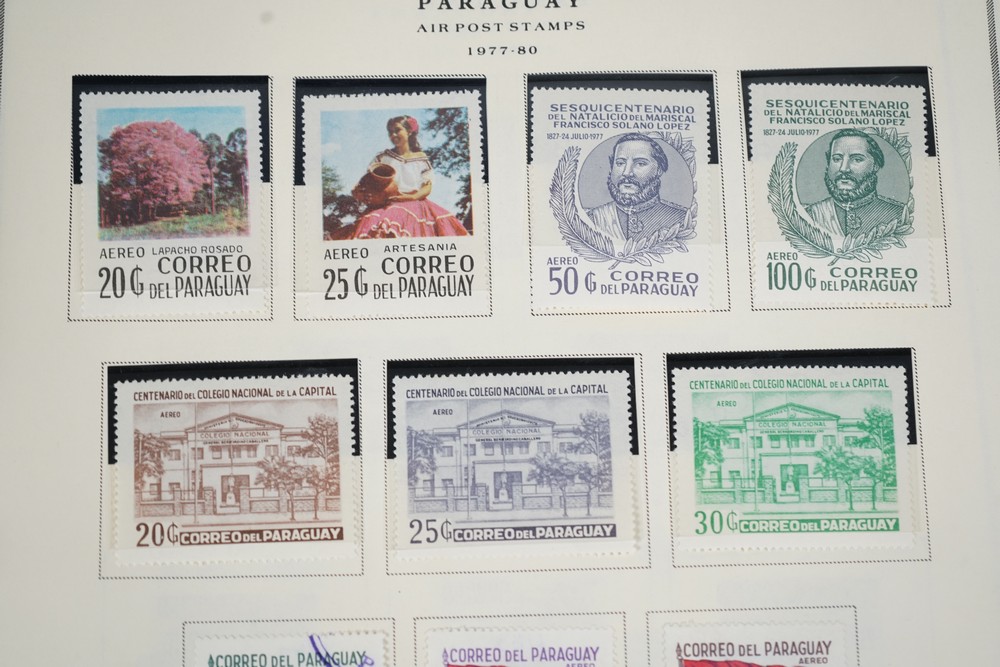 PARAGUAY
AIR POST STAMPS
1977-80
AEREO LAPACHO ROSADO
20 ₲ CORREO
DEL PARAGUAY
AEREO ARTESANIA
25 ₲ CORREO
DEL PARAGUAY
SESQUICENTENARIO
DEL NATALICIO DEL MARISCAL
FRANCISCO SOLANO LOPEZ
1827-24 JULIO-1977
AEREO
50 ₲ CORREO
DEL PARAGUAY
SESQUICENTENARIO
DEL NATALICIO DEL MARISCAL
FRANCISCO SOLANO LOPEZ
1827-24 JULIO-1977
AEREO
100 ₲ CORREO
DEL PARAGUAY
CENTENARIO DEL COLEGIO NACIONAL DE LA CAPITAL
AEREO
COLEGIO NACIONAL
20 ₲ CORREO DEL PARAGUAY
CENTENARIO DEL COLEGIO NACIONAL DE LA CAPITAL
AEREO
COLEGIO NACIONAL
25 ₲ CORREO DEL PARAGUAY
CENTENARIO DEL COLEGIO NACIONAL DE LA CAPITAL
AEREO
COLEGIO NACIONAL
30 ₲ CORREO DEL PARAGUAY
CORREO DEL PARAGUAY
CORREO DEL PARAGUAY
AEREO
CORREO DEL PARAGUAY
AEREO